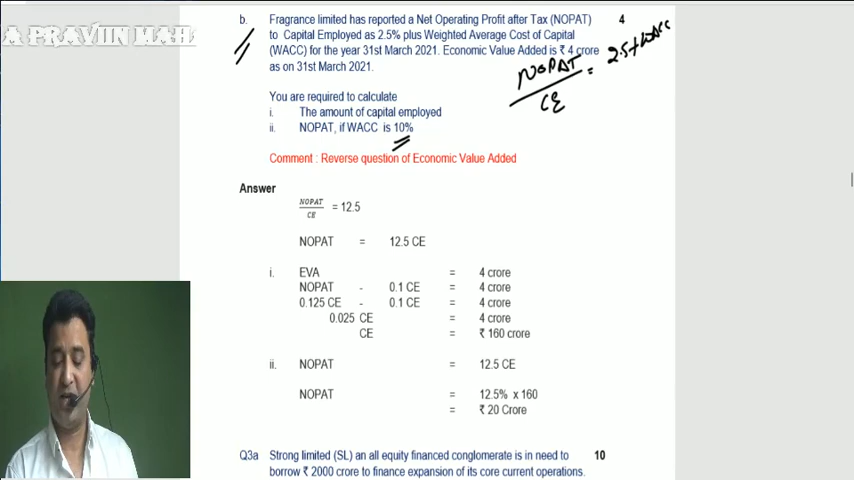 A PRAVIIN MAH
b. Fragrance limited has reported a Net Operating Profit after Tax (NOPAT) 4
to Capital Employed as 2.5% plus Weighted Average Cost of Capital
(WACC) for the year 31st March 2021. Economic Value Added is ₹ 4 crore
as on 31st March 2021.
NOPAT/CE = 2.5 + WACC
You are required to calculate
i. The amount of capital employed
ii. NOPAT, if WACC is 10%
Comment : Reverse question of Economic Value Added
Answer
NOPAT/CE = 12.5
NOPAT = 12.5 CE
i. EVA = 4 crore
NOPAT - 0.1 CE = 4 crore
0.125 CE - 0.1 CE = 4 crore
0.025 CE = 4 crore
CE = ₹ 160 crore
ii. NOPAT = 12.5 CE
NOPAT = 12.5% x 160
= ₹ 20 Crore
Q3a Strong limited (SL) an all equity financed conglomerate is in need to 10
borrow ₹ 2000 crore to finance expansion of its core current operations.